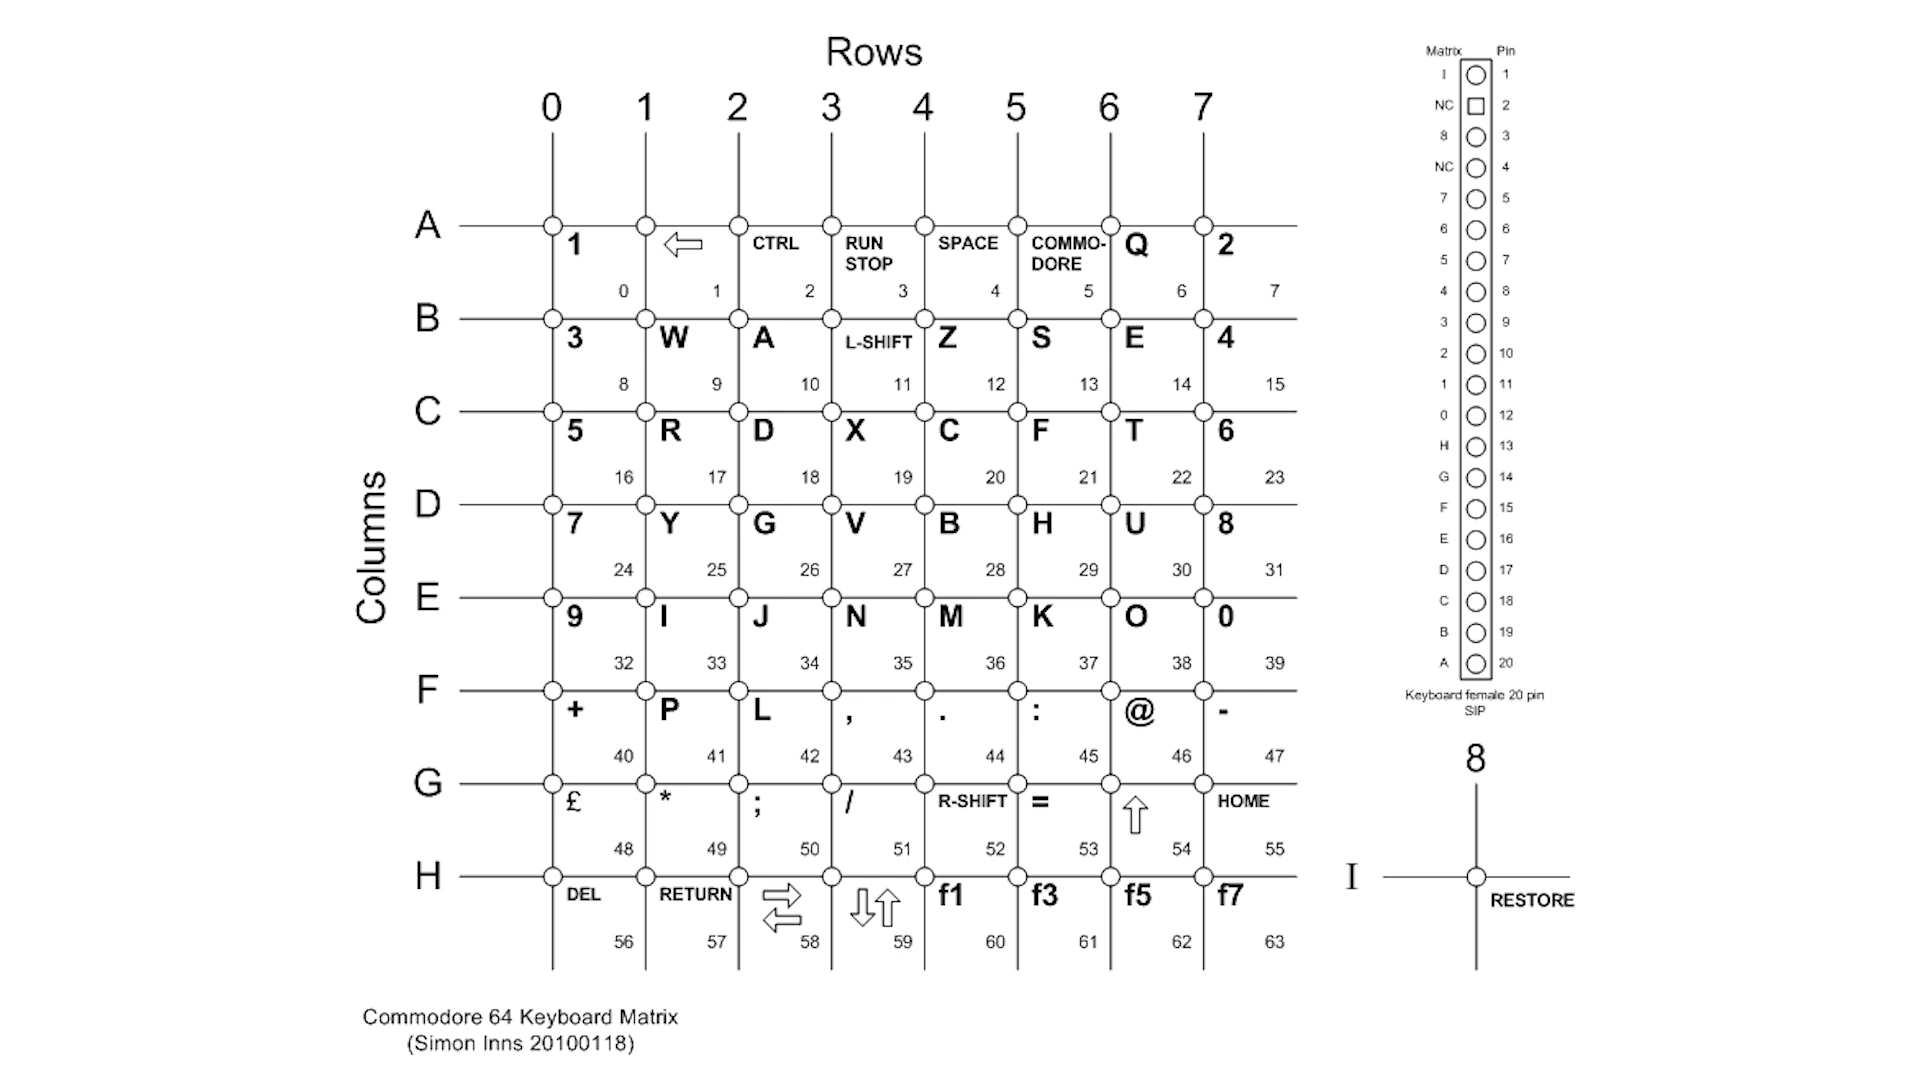 Rows
0 1 2 3 4 5 6 7
Columns
A
1 CTRL RUN SPACE COMMO- Q 2
STOP DORE
0 1 2 3 4 5 6 7
B
3 W A L-SHIFT Z S E 4
8 9 10 11 12 13 14 15
C
5 R D X C F T 6
16 17 18 19 20 21 22 23
D
7 Y G V B H U 8
24 25 26 27 28 29 30 31
E
9 I J N M K O 0
32 33 34 35 36 37 38 39
F
+ P L , . : @ -
40 41 42 43 44 45 46 47
G
£ * ; / R-SHIFT = HOME
48 49 50 51 52 53 54 55
H
DEL RETURN f1 f3 f5 f7
56 57 58 59 60 61 62 63
Commodore 64 Keyboard Matrix
(Simon Inns 20100118)
Matrix Pin
I 1
NC 2
8 3
NC 4
7 5
6 6
5 7
4 8
3 9
2 10
1 11
0 12
H 13
G 14
F 15
E 16
D 17
C 18
B 19
A 20
Keyboard female 20 pin
SIP
8
I
RESTORE